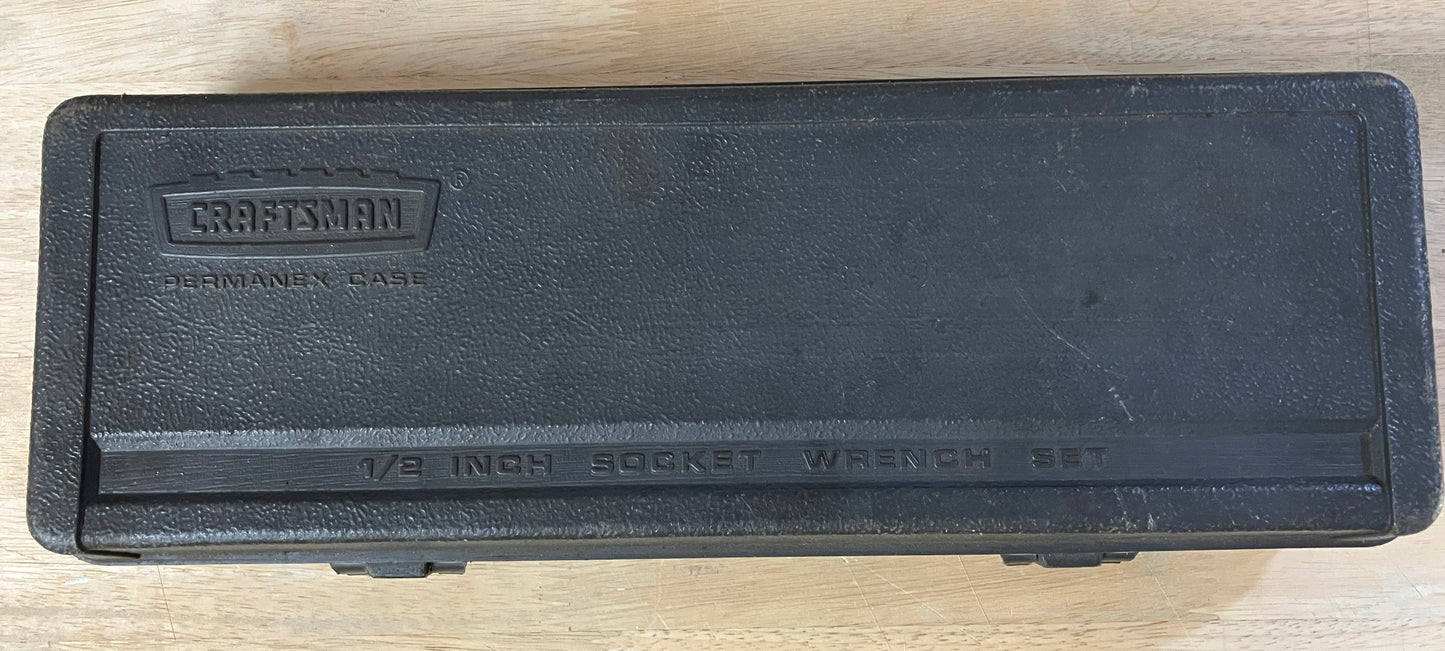 CRAFTSMAN®
PERMANEX CASE
1/2 INCH SOCKET WRENCH SET